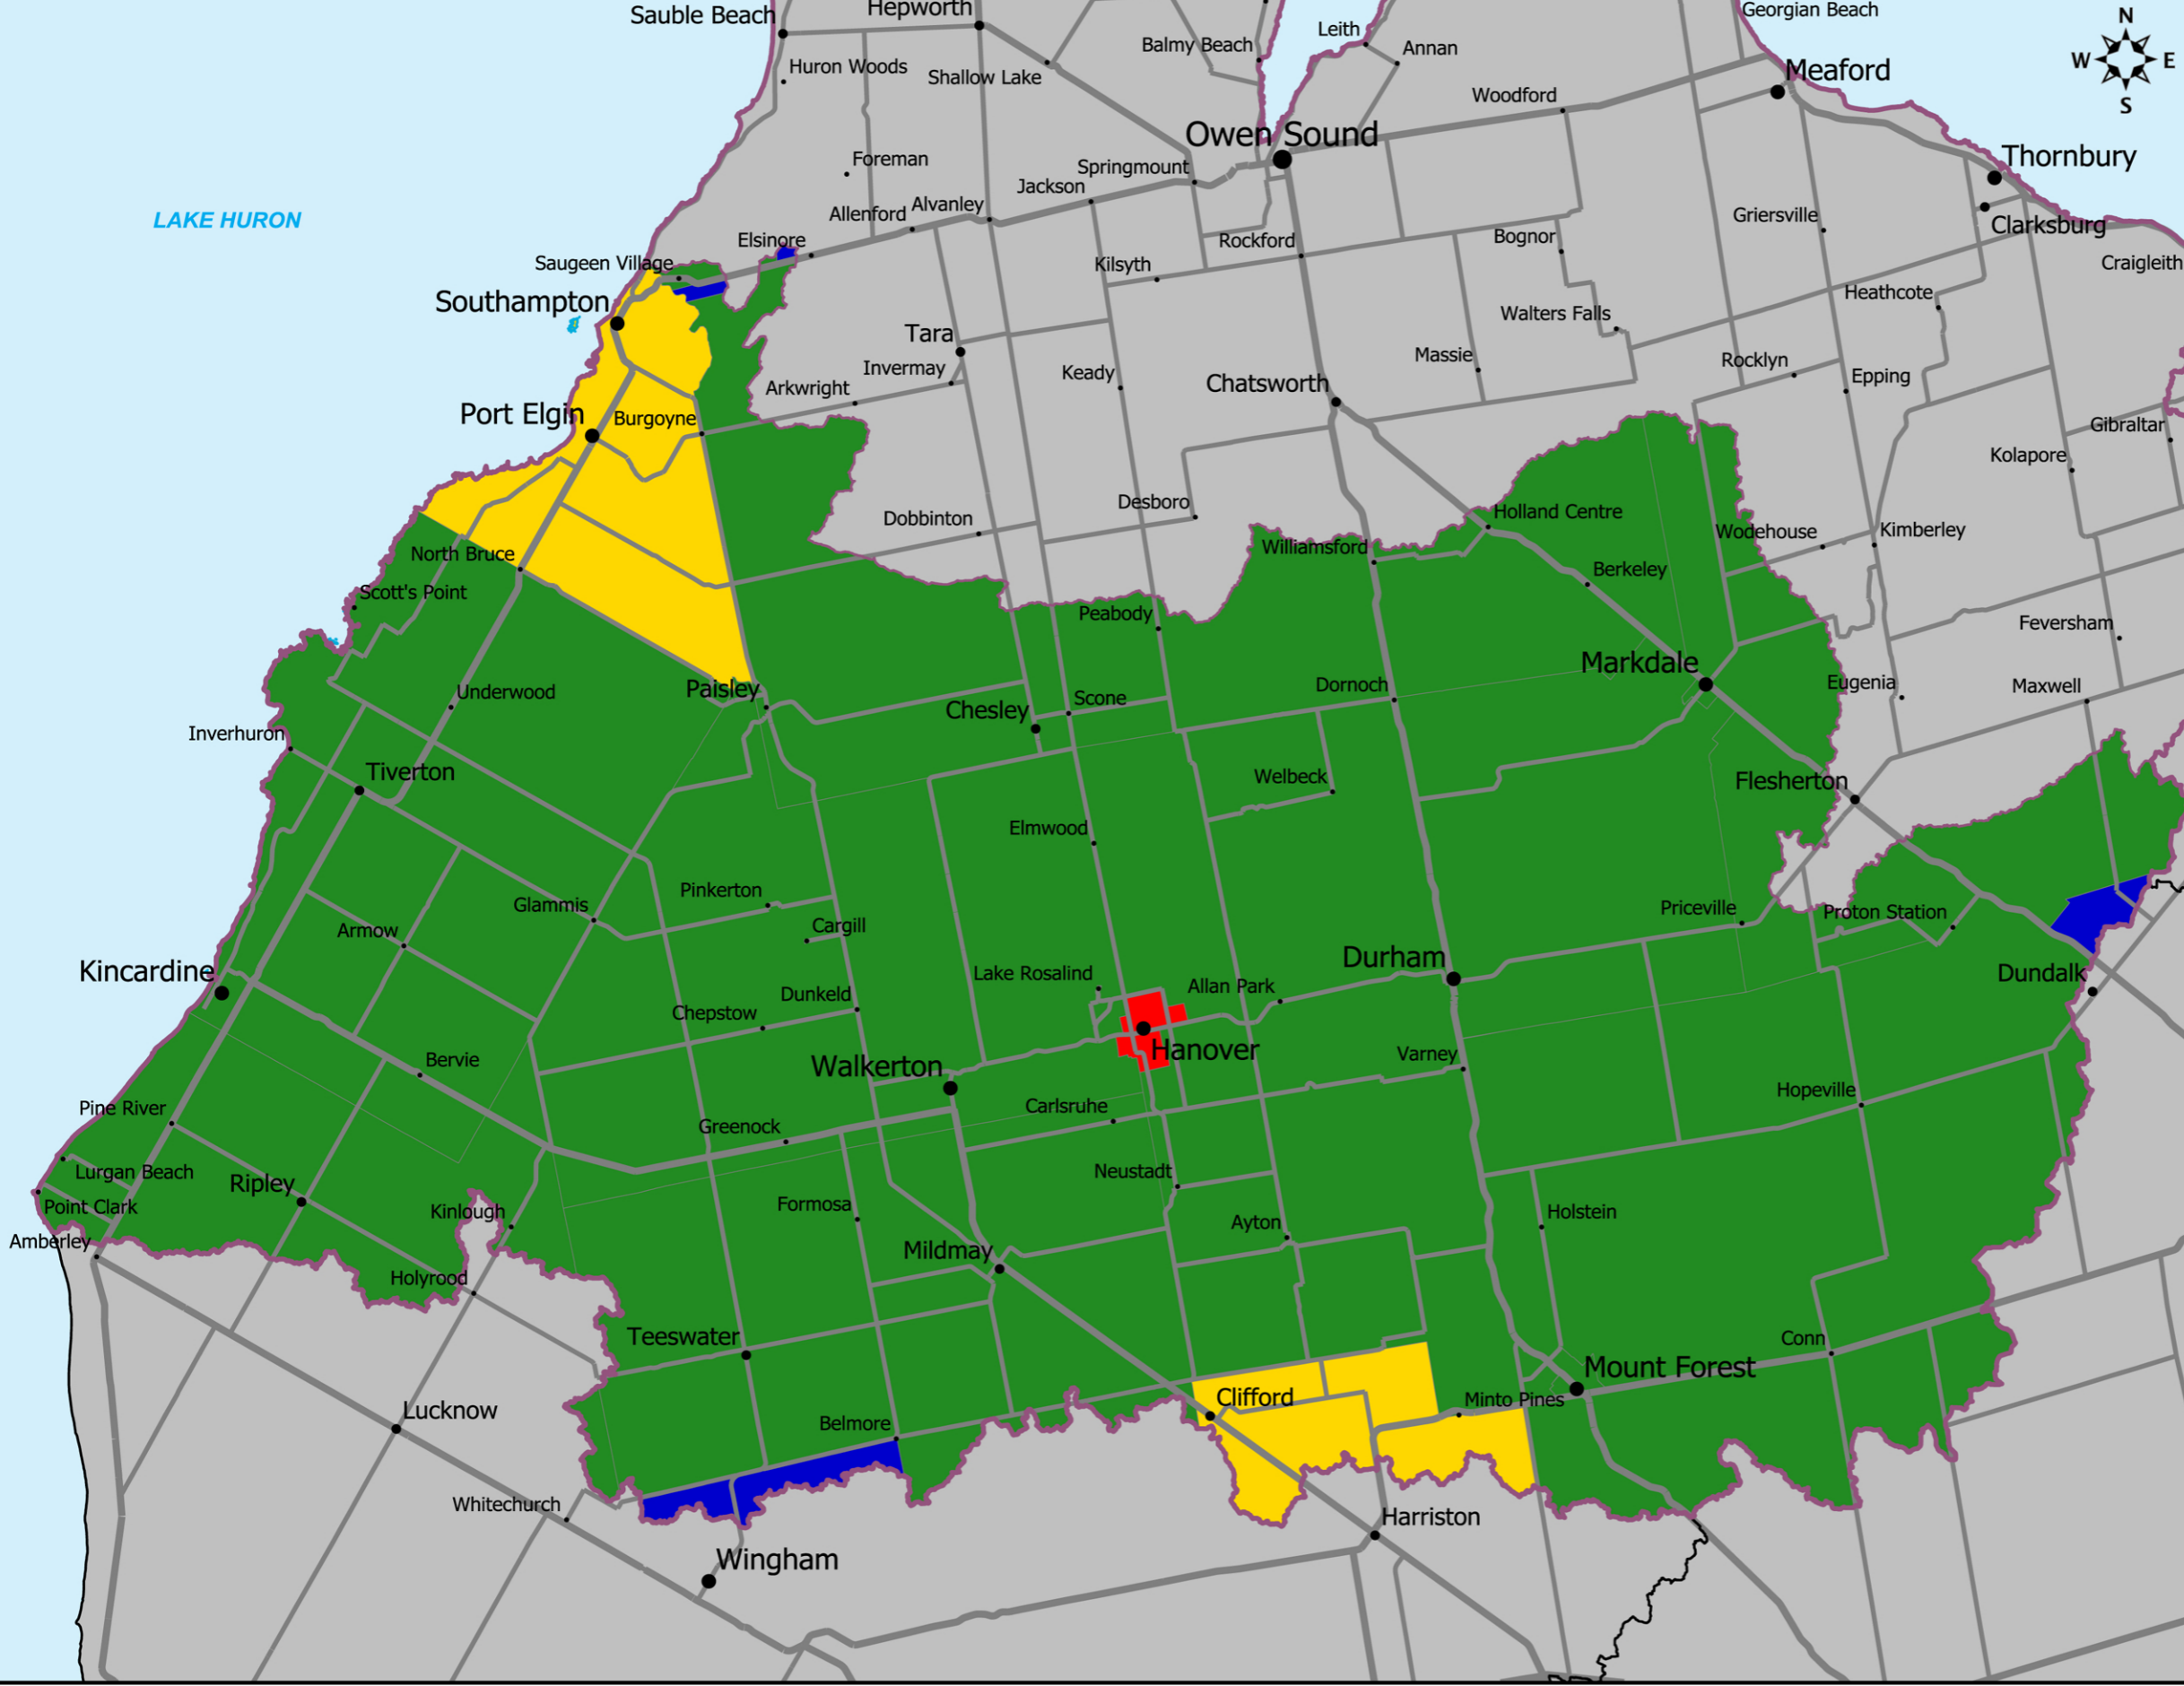 Sauble Beach
Hepworth
Georgian Beach
N
W
E
S
Leith
Annan
Balmy Beach
Huron Woods
Shallow Lake
Meaford
Woodford
Owen Sound
Thornbury
Foreman
Springmount
Jackson
Alvanley
Allenford
LAKE HURON
Griersville
Clarksburg
Elsinore
Rockford
Bognor
Saugeen Village
Kilsyth
Craigleith
Heathcote
Southampton
Walters Falls
Tara
Massie
Invermay
Rocklyn
Keady
Chatsworth
Epping
Arkwright
Port Elgin
Burgoyne
Gibraltar
Kolapore
Desboro
Holland Centre
Dobbinton
Wodehouse
Kimberley
North Bruce
Williamsford
Berkeley
Scott's Point
Peabody
Feversham
Markdale
Paisley
Underwood
Dornoch
Eugenia
Maxwell
Scone
Chesley
Inverhuron
Tiverton
Welbeck
Flesherton
Elmwood
Pinkerton
Glammis
Priceville
Proton Station
Cargill
Armow
Durham
Kincardine
Lake Rosalind
Dundalk
Allan Park
Dunkeld
Chepstow
Hanover
Varney
Bervie
Walkerton
Hopeville
Pine River
Carlsruhe
Greenock
Lurgan Beach
Neustadt
Ripley
Point Clark
Formosa
Kinlough
Holstein
Ayton
Amberley
Mildmay
Holyrood
Teeswater
Conn
Mount Forest
Clifford
Minto Pines
Lucknow
Belmore
Whitechurch
Harriston
Wingham